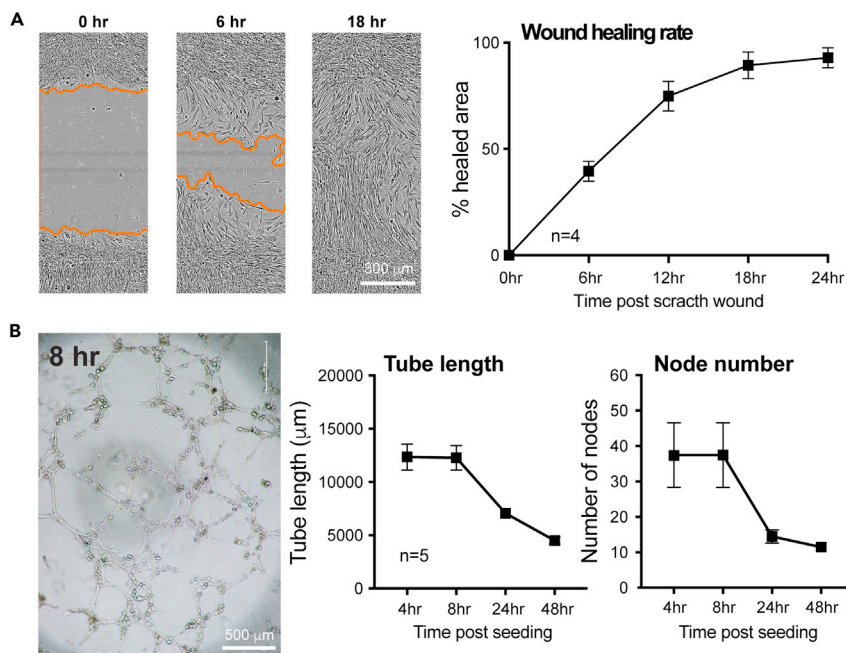 A
0 hr
6 hr
18 hr
300 μm
Wound healing rate
% healed area
100
50
0
n=4
0hr
6hr
12hr
18hr
24hr
Time post scracth wound
B
8 hr
500 μm
Tube length
Tube length (μm)
20000
15000
10000
5000
0
n=5
4hr
8hr
24hr
48hr
Time post seeding
Node number
Number of nodes
60
50
40
30
20
10
0
4hr
8hr
24hr
48hr
Time post seeding